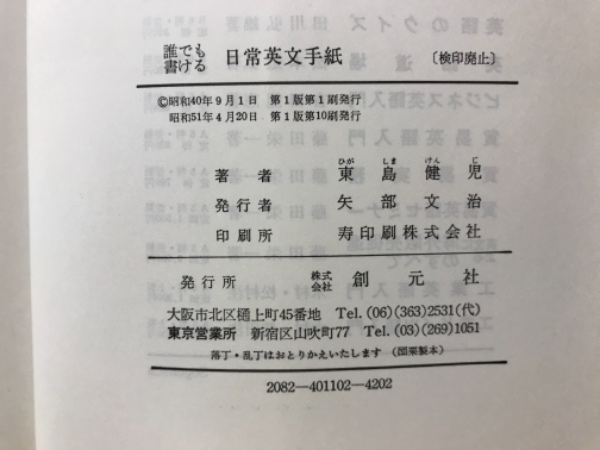 誰でも
書ける 日常英文手紙 〔検印廃止〕
©昭和40年9月1日 第1版第1刷発行
昭和51年4月20日 第1版第10刷発行
ひが しま けん じ
著者 東島健児
発行者 矢部文治
印刷所 寿印刷株式会社
発行所 株式会社 創元社
大阪市北区樋上町45番地 Tel.(06)(363)2531(代)
東京営業所 新宿区山吹町77 Tel.(03)(269)1051
落丁・乱丁はおとりかえいたします (団栗製本)
2082—401102—4202